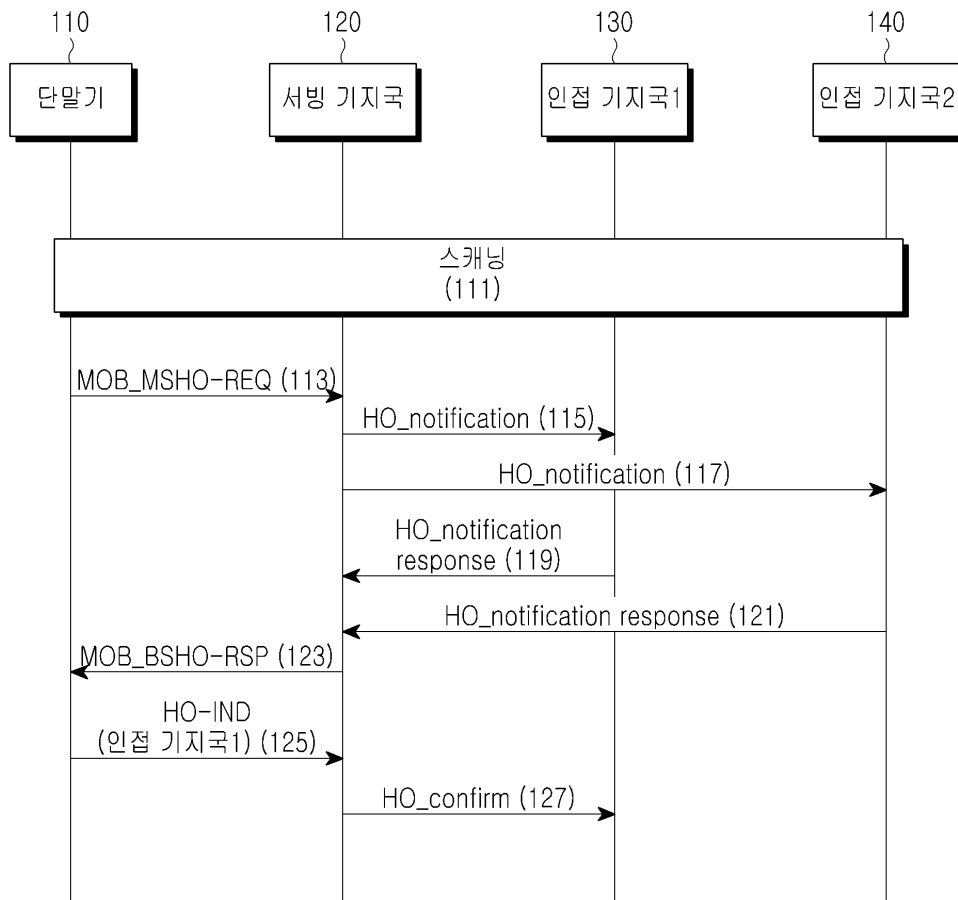 110
120
130
140
단말기
서빙 기지국
인접 기지국1
인접 기지국2
스캐닝
(111)
MOB_MSHO-REQ (113)
HO_notification (115)
HO_notification (117)
HO_notification
response (119)
HO_notification response (121)
MOB_BSHO-RSP (123)
HO-IND
(인접 기지국1) (125)
HO_confirm (127)